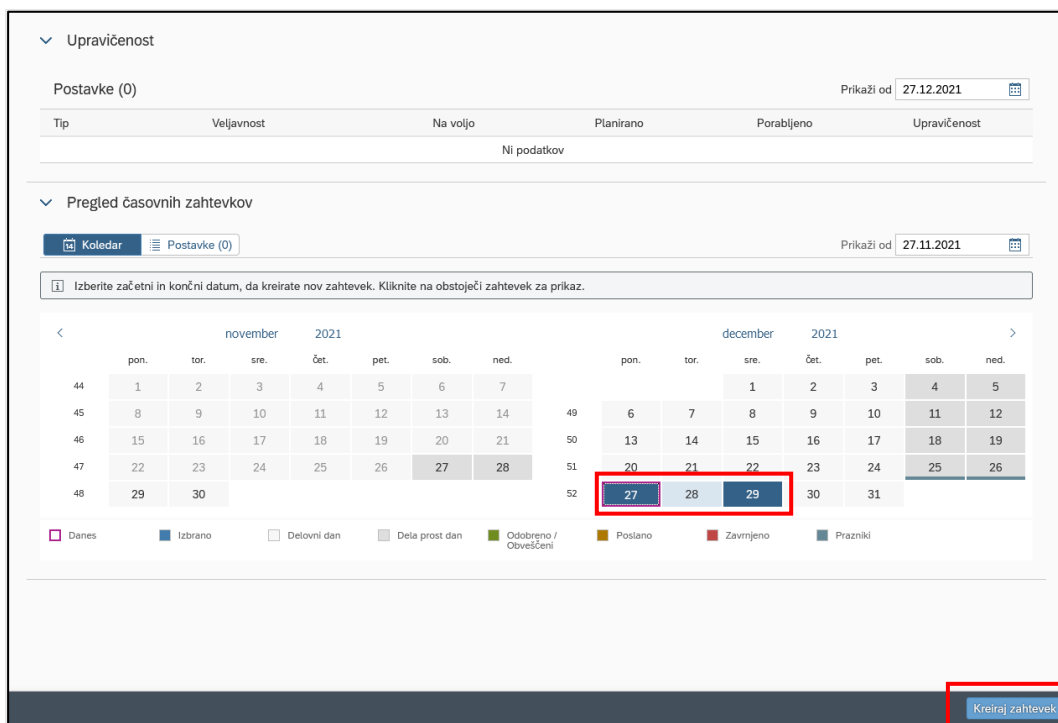 Upravičenost
Postavke (0) Prikaži od 27.12.2021
Tip Veljavnost Na voljo Planirano Porabljeno Upravičenost
Ni podatkov
Pregled časovnih zahtevkov
14 Koledar Postavke (0) Prikaži od 27.11.2021
i Izberite začetni in končni datum, da kreirate nov zahtevek. Kliknite na obstoječi zahtevek za prikaz.
november 2021 december 2021
pon. tor. sre. čet. pet. sob. ned. pon. tor. sre. čet. pet. sob. ned.
44 1 2 3 4 5 6 7 1 2 3 4 5
45 8 9 10 11 12 13 14 49 6 7 8 9 10 11 12
46 15 16 17 18 19 20 21 50 13 14 15 16 17 18 19
47 22 23 24 25 26 27 28 51 20 21 22 23 24 25 26
48 29 30 52 27 28 29 30 31
Danes Izbrano Delovni dan Dela prost dan Odobreno / Poslano Zavrnjeno Prazniki
Obveščeni
Kreiraj zahtevek